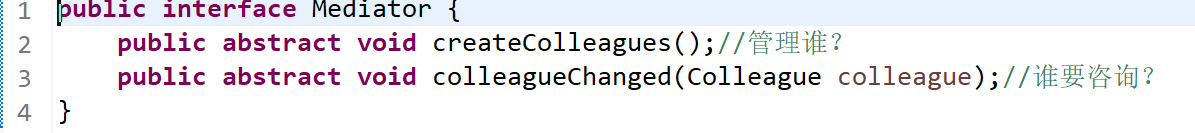 1 public interface Mediator {
2 public abstract void createColleagues();//管理谁?
3 public abstract void colleagueChanged(Colleague colleague);//谁要咨询?
4 }